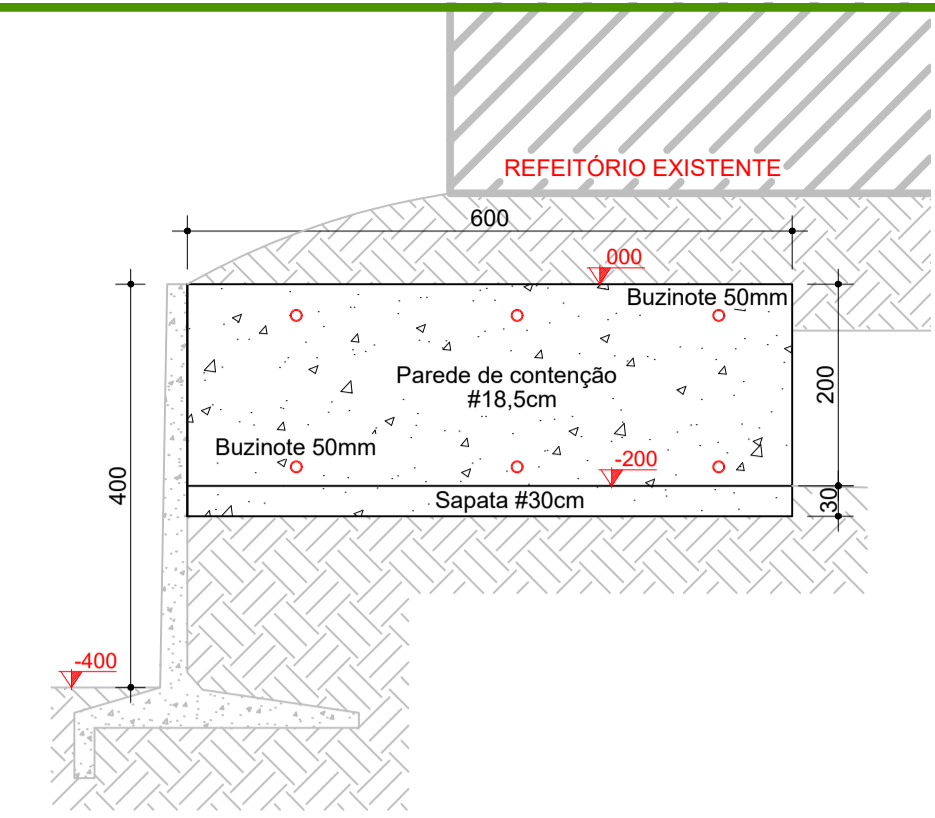 REFEITÓRIO EXISTENTE
600
000
Buzinote 50mm
Parede de contenção
#18,5cm
200
Buzinote 50mm
-200
400
Sapata #30cm
30
-400